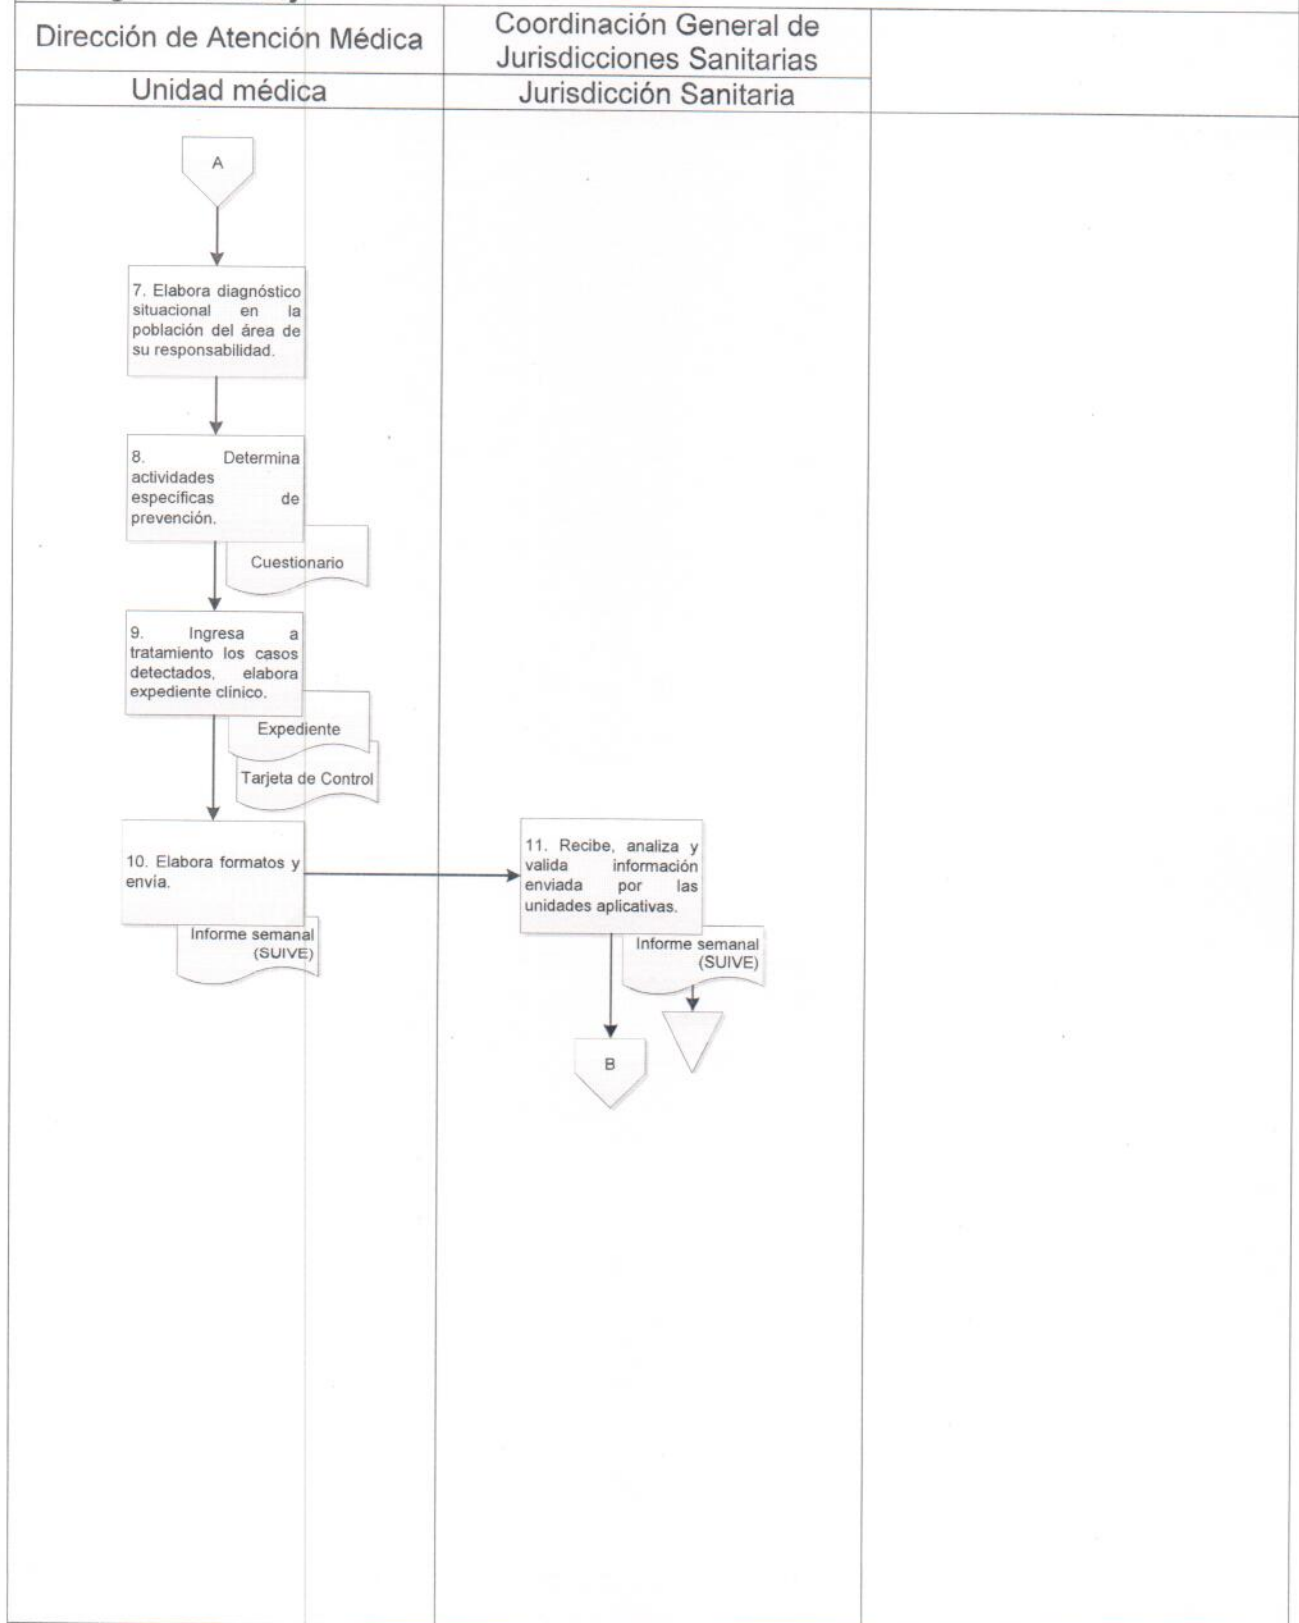 Dirección de Atención Médica
Coordinación General de
Jurisdicciones Sanitarias
Unidad médica
Jurisdicción Sanitaria
A
7. Elabora diagnóstico
situacional en la
población del área de
su responsabilidad.
8. Determina
actividades
específicas de
prevención.
Cuestionario
9. Ingresa a
tratamiento los casos
detectados, elabora
expediente clínico.
Expediente
Tarjeta de Control
10. Elabora formatos y
envía.
Informe semanal
(SUIVE)
11. Recibe, analiza y
valida información
enviada por las
unidades aplicativas.
Informe semanal
(SUIVE)
B